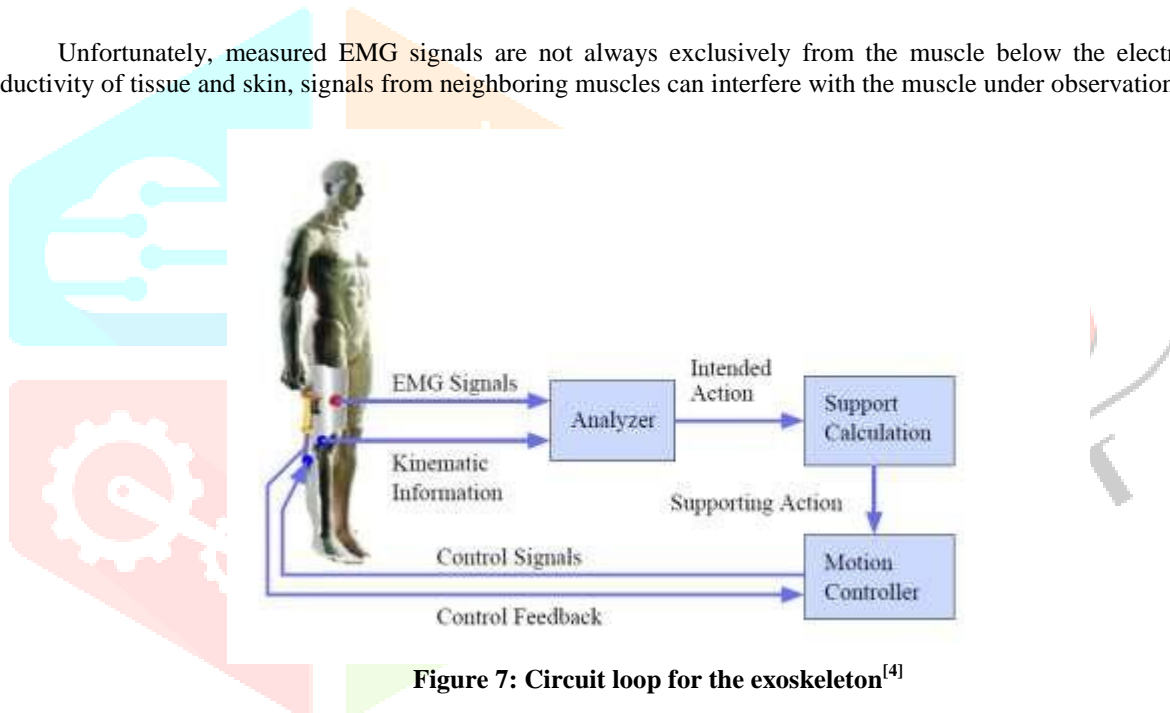 Unfortunately, measured EMG signals are not always exclusively from the muscle below the
of tissue and skin, signals from neighboring muscles can interfere with the muscle under observation
EMG Signals
Kinematic
Information
Analyzer
Intended
Action
Support
Calculation
Supporting Action
Motion
Controller
Control Signals
Control Feedback
Figure 7: Circuit loop for the exoskeleton[4]